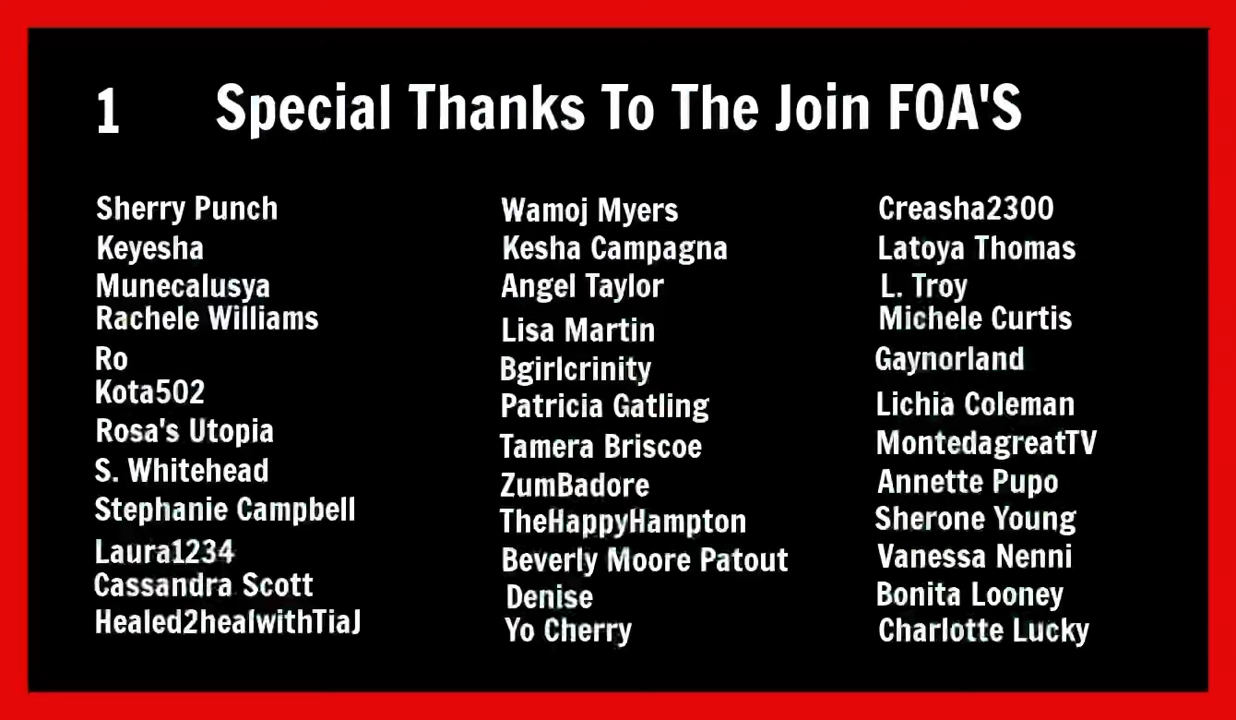 1 Special Thanks To The Join FOA'S
Sherry Punch
Keyesha
Munecalusya
Rachele Williams
Ro
Kota502
Rosa's Utopia
S. Whitehead
Stephanie Campbell
Laura1234
Cassandra Scott
Healed2healwithTiaJ
Wamoj Myers
Kesha Campagna
Angel Taylor
Lisa Martin
Bgirlcrinity
Patricia Gatling
Tamera Briscoe
ZumBadore
TheHappyHampton
Beverly Moore Patout
Denise
Yo Cherry
Creasha2300
Latoya Thomas
L. Troy
Michele Curtis
Gaynorland
Lichia Coleman
MontedagreatTV
Annette Pupo
Sherone Young
Vanessa Nenni
Bonita Looney
Charlotte Lucky